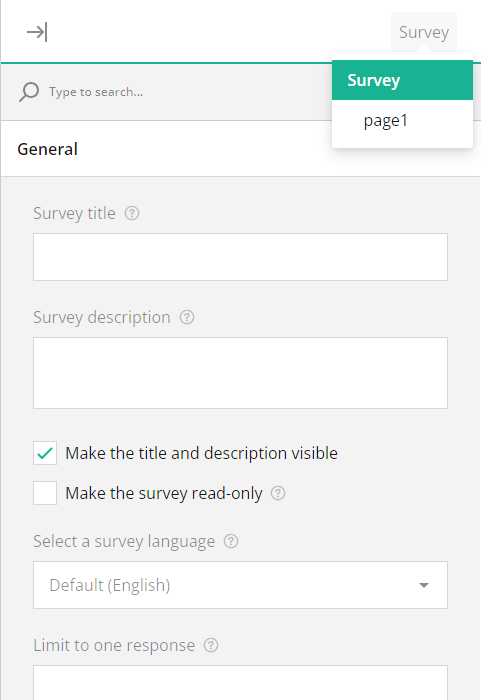 Survey
Type to search...
Survey
page1
General
Survey title
Survey description
Make the title and description visible
Make the survey read-only
Select a survey language
Default (English)
Limit to one response